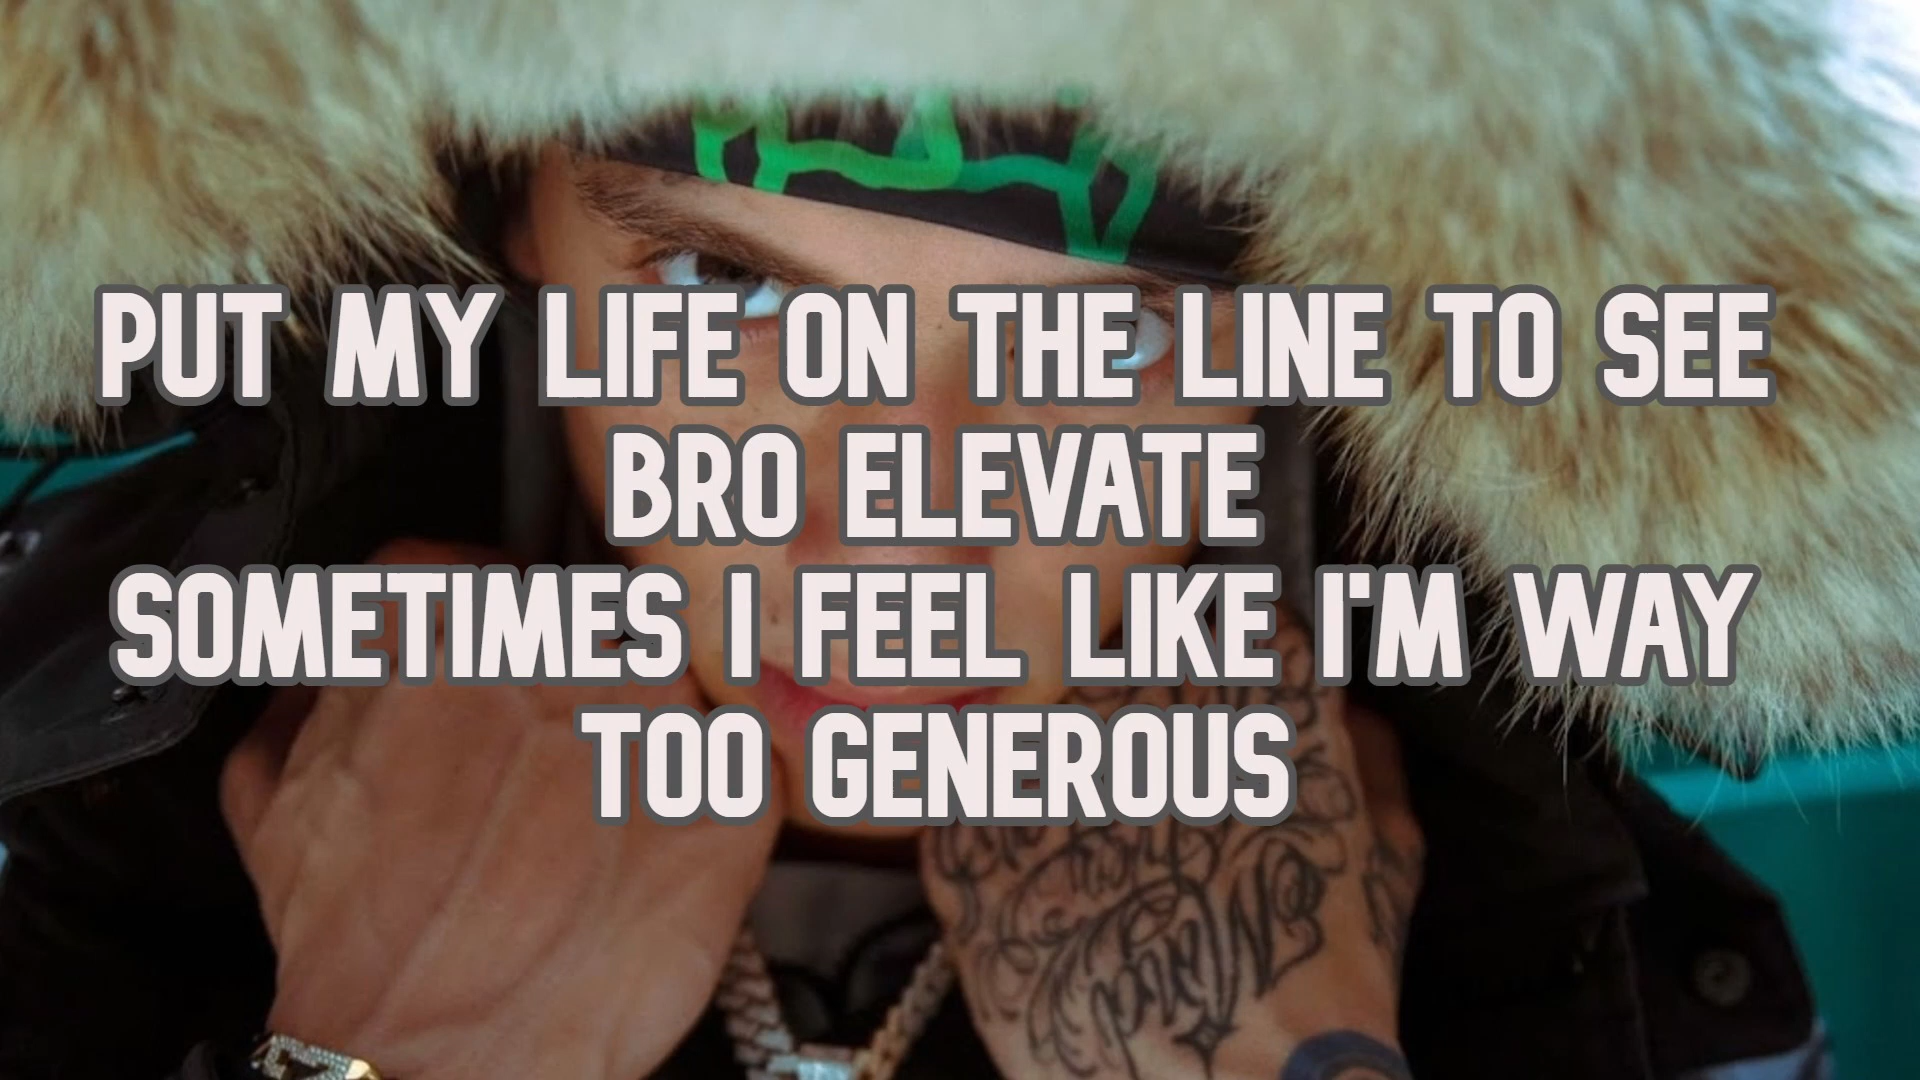 PUT MY LIFE ON THE LINE TO SEE
BRO ELEVATE
SOMETIMES I FEEL LIKE I'M WAY
TOO GENEROUS